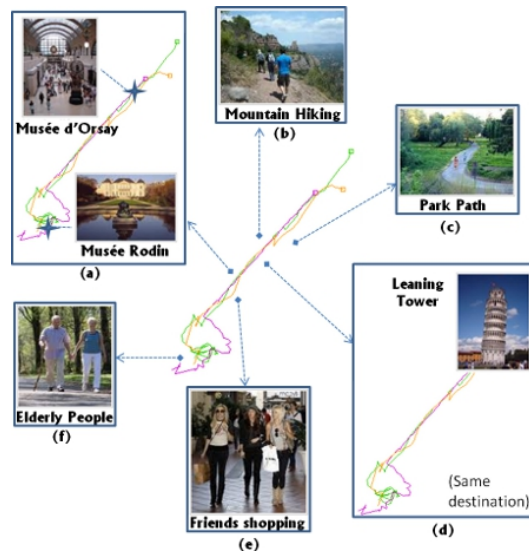 Musée d'Orsay
Musée Rodin
(a)
Mountain Hiking
(b)
Park Path
(c)
Leaning
Tower
(Same
destination)
(d)
Friends shopping
(e)
Elderly People
(f)